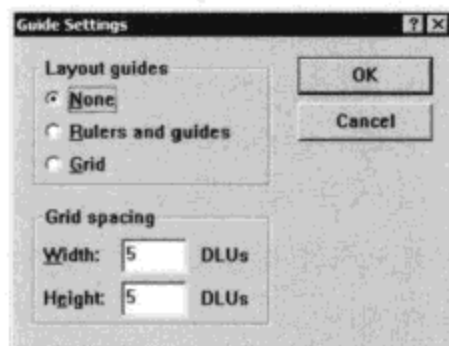 Guide Settings
Layout guides
None
Rulers and guides
Grid
OK
Cancel
Grid spacing
Width: 5 DLUs
Height: 5 DLUs